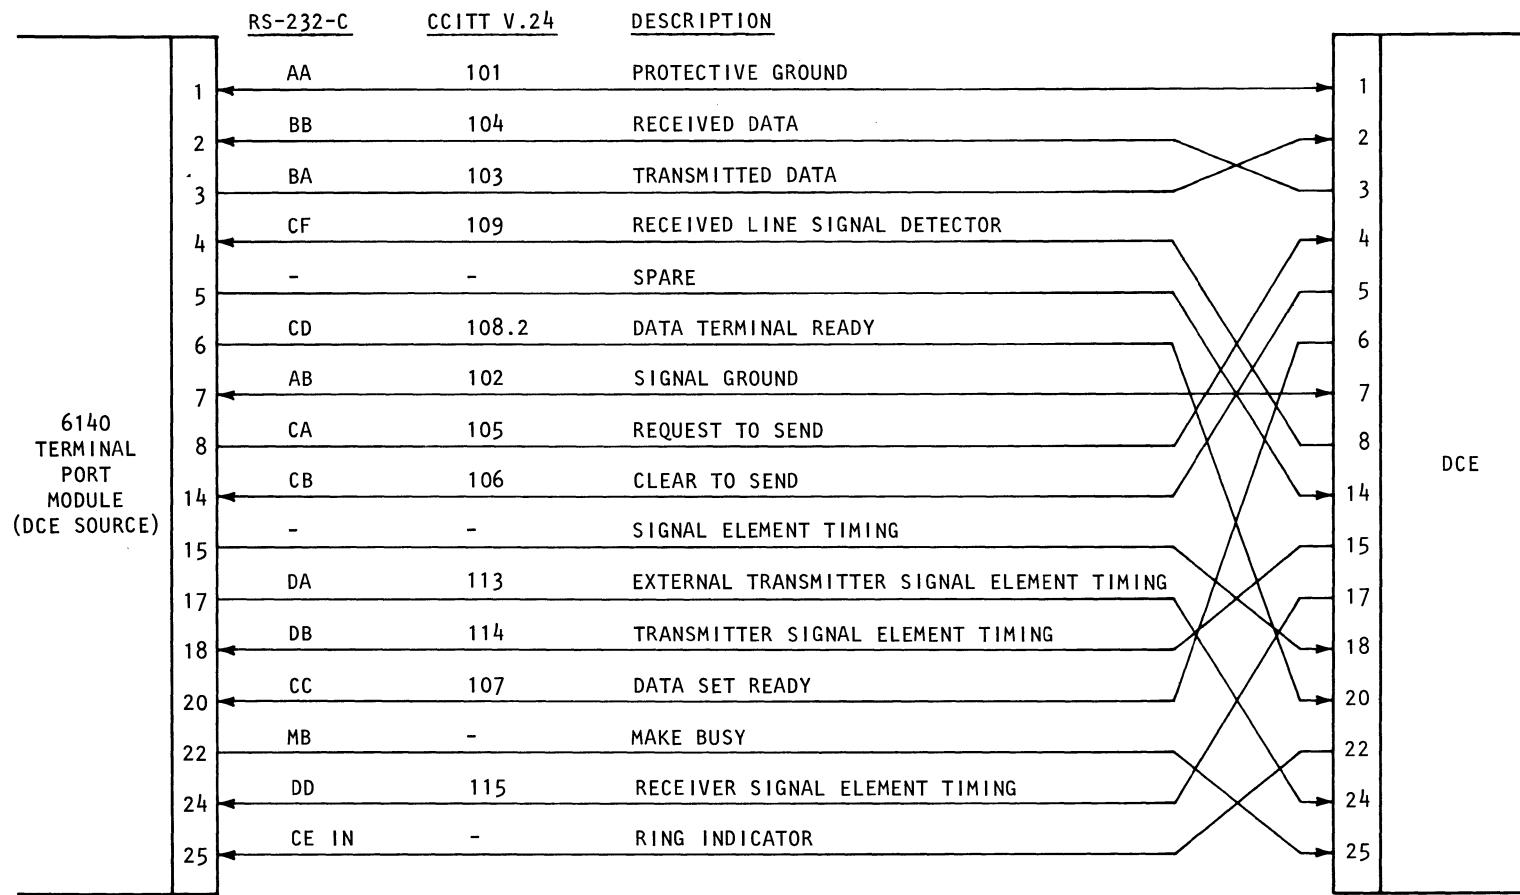 RS-232-C CCITT V.24 DESCRIPTION
AA 101 PROTECTIVE GROUND
1 1
BB 104 RECEIVED DATA
2 2
BA 103 TRANSMITTED DATA
3 3
CF 109 RECEIVED LINE SIGNAL DETECTOR
4 4
- - SPARE
5 5
CD 108.2 DATA TERMINAL READY
6 6
AB 102 SIGNAL GROUND
7 7
CA 105 REQUEST TO SEND
8 8
CB 106 CLEAR TO SEND
14 14
- - SIGNAL ELEMENT TIMING
15 15
DA 113 EXTERNAL TRANSMITTER SIGNAL ELEMENT TIMING
17 17
DB 114 TRANSMITTER SIGNAL ELEMENT TIMING
18 18
CC 107 DATA SET READY
20 20
MB - MAKE BUSY
22 22
DD 115 RECEIVER SIGNAL ELEMENT TIMING
24 24
CE IN - RING INDICATOR
25 25
6140
TERMINAL
PORT
MODULE
(DCE SOURCE)
DCE